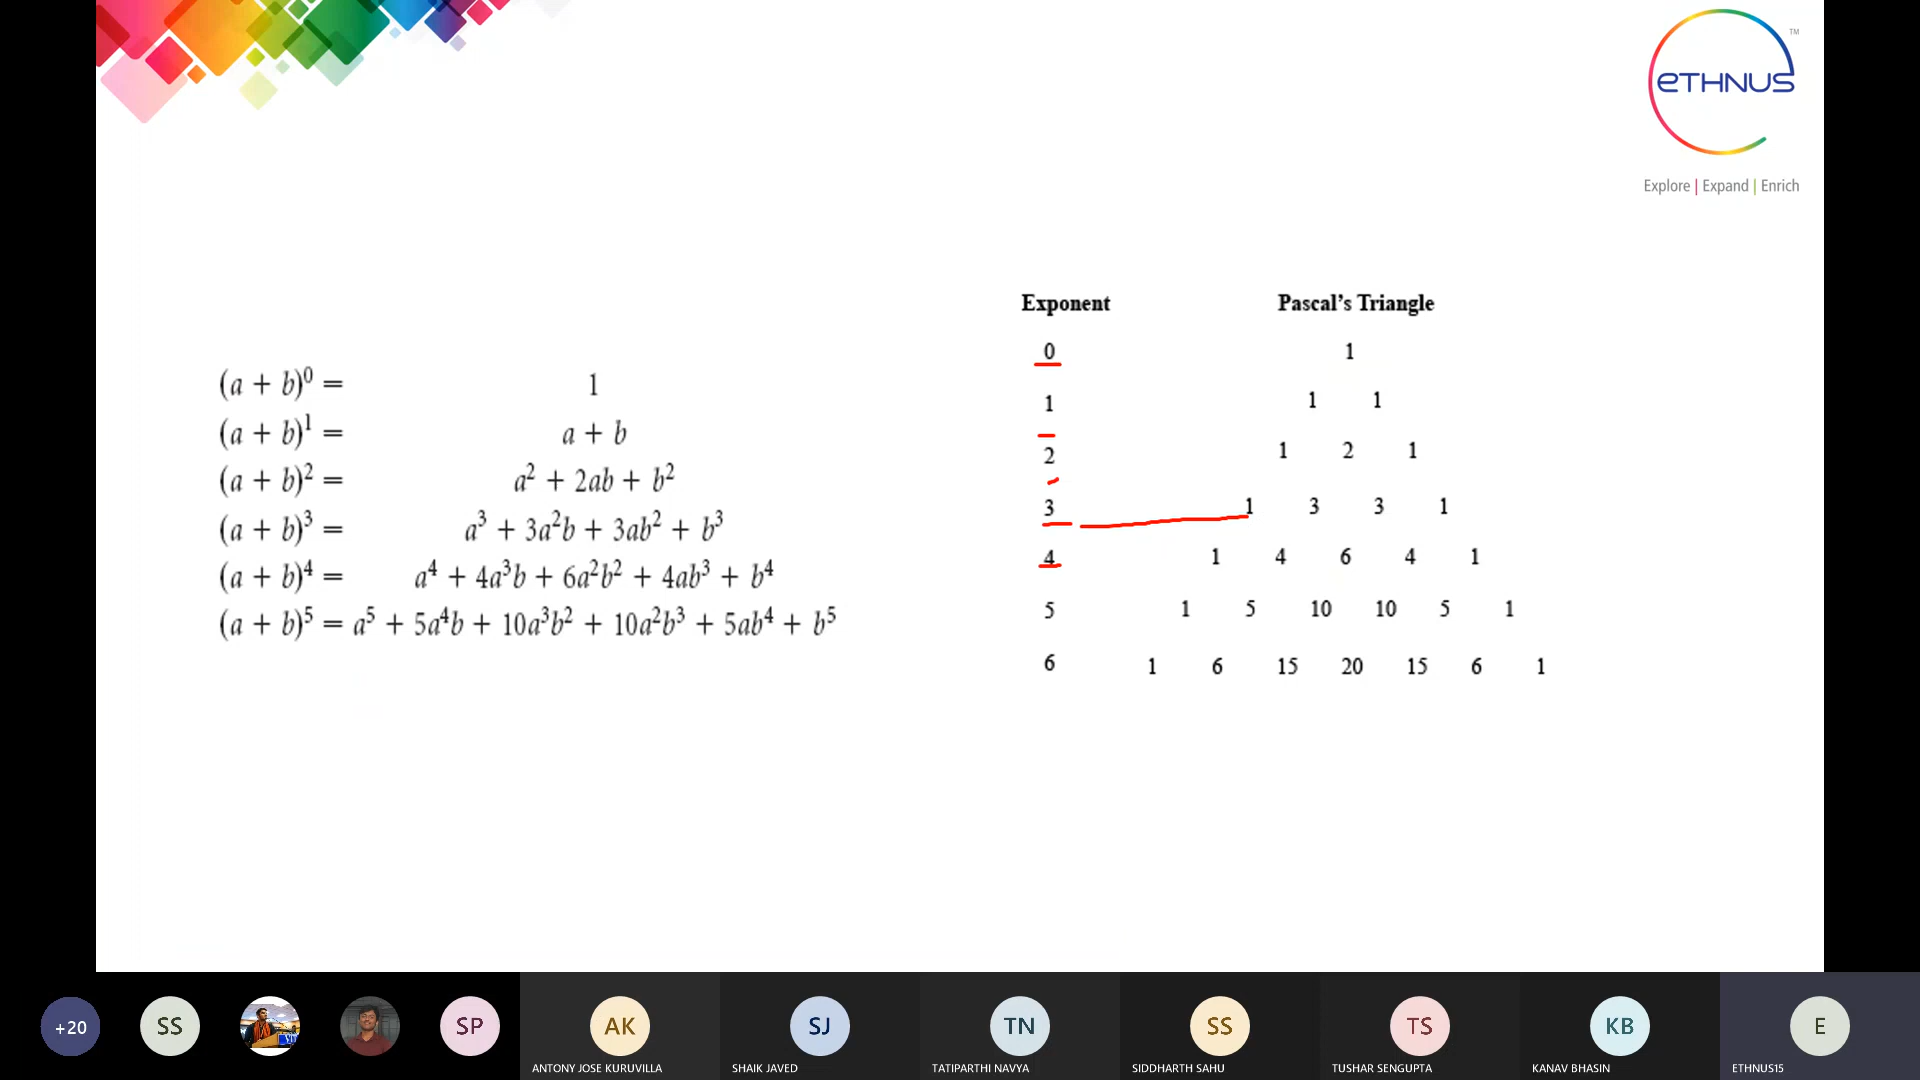 eTHNUS
TM
Explore | Expand | Enrich
(a + b)⁰ = 1
(a + b)¹ = a + b
(a + b)² = a² + 2ab + b²
(a + b)³ = a³ + 3a²b + 3ab² + b³
(a + b)⁴ = a⁴ + 4a³b + 6a²b² + 4ab³ + b⁴
(a + b)⁵ = a⁵ + 5a⁴b + 10a³b² + 10a²b³ + 5ab⁴ + b⁵
Exponent Pascal's Triangle
0 1
1 1 1
2 1 2 1
3 1 3 3 1
4 1 4 6 4 1
5 1 5 10 10 5 1
6 1 6 15 20 15 6 1
+20 SS SP AK SJ TN SS TS KB E
ANTONY JOSE KURUVILLA SHAIK JAVED TATIPARTHI NAVYA SIDDHARTH SAHU TUSHAR SENGUPTA KANAV BHASIN ETHNUS15